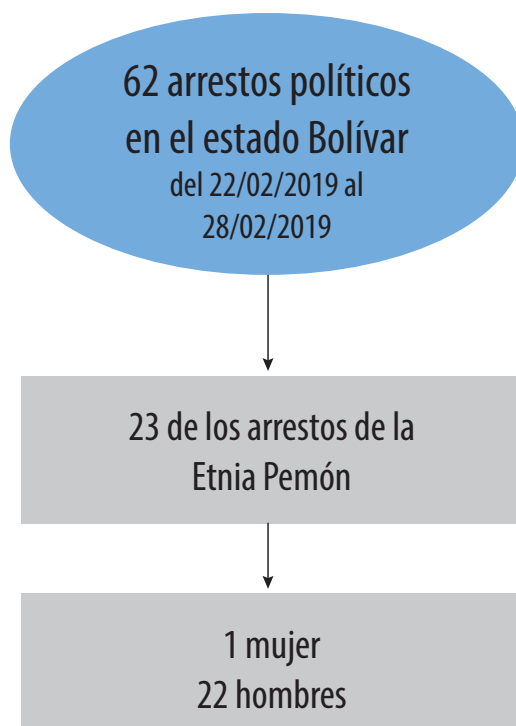 62 arrestos políticos
en el estado Bolívar
del 22/02/2019 al
28/02/2019
23 de los arrestos de la
Etnia Pemón
1 mujer
22 hombres